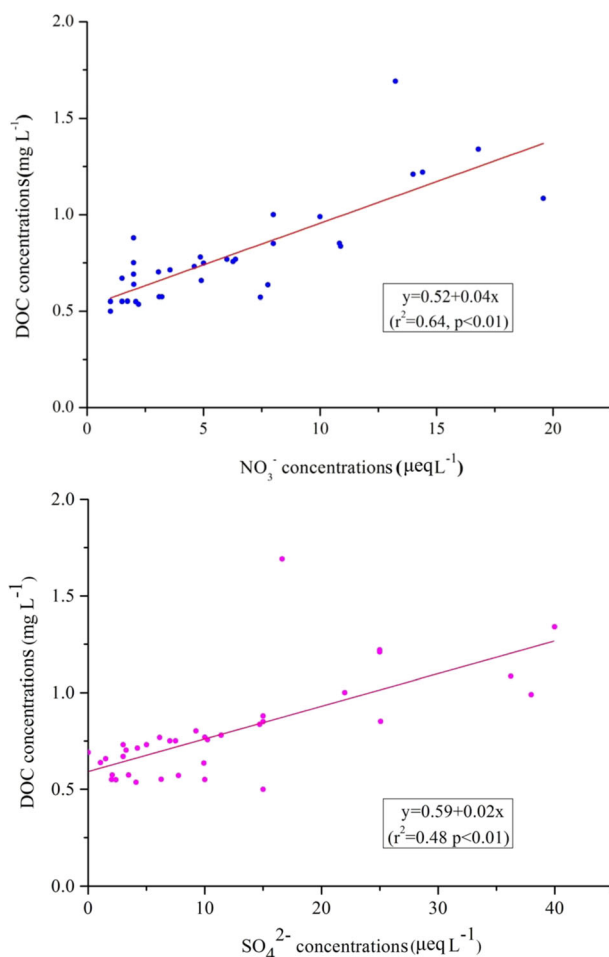 2.0
1.5
1.0
0.5
0.0
DOC concentrations(mg L⁻¹)
y=0.52+0.04x
(r²=0.64, p<0.01)
0 5 10 15 20
NO₃⁻ concentrations (μeq L⁻¹)
2.0
1.5
1.0
0.5
0.0
DOC concentrations (mg L⁻¹)
y=0.59+0.02x
(r²=0.48 p<0.01)
0 10 20 30 40
SO₄²⁻ concentrations (μeq L⁻¹)